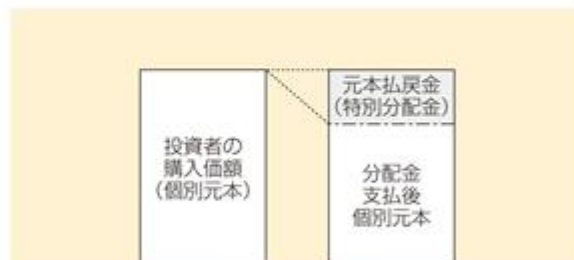 元本払戻金
(特別分配金)
投資者の
購入価額
(個別元本)
分配金
支払後
個別元本